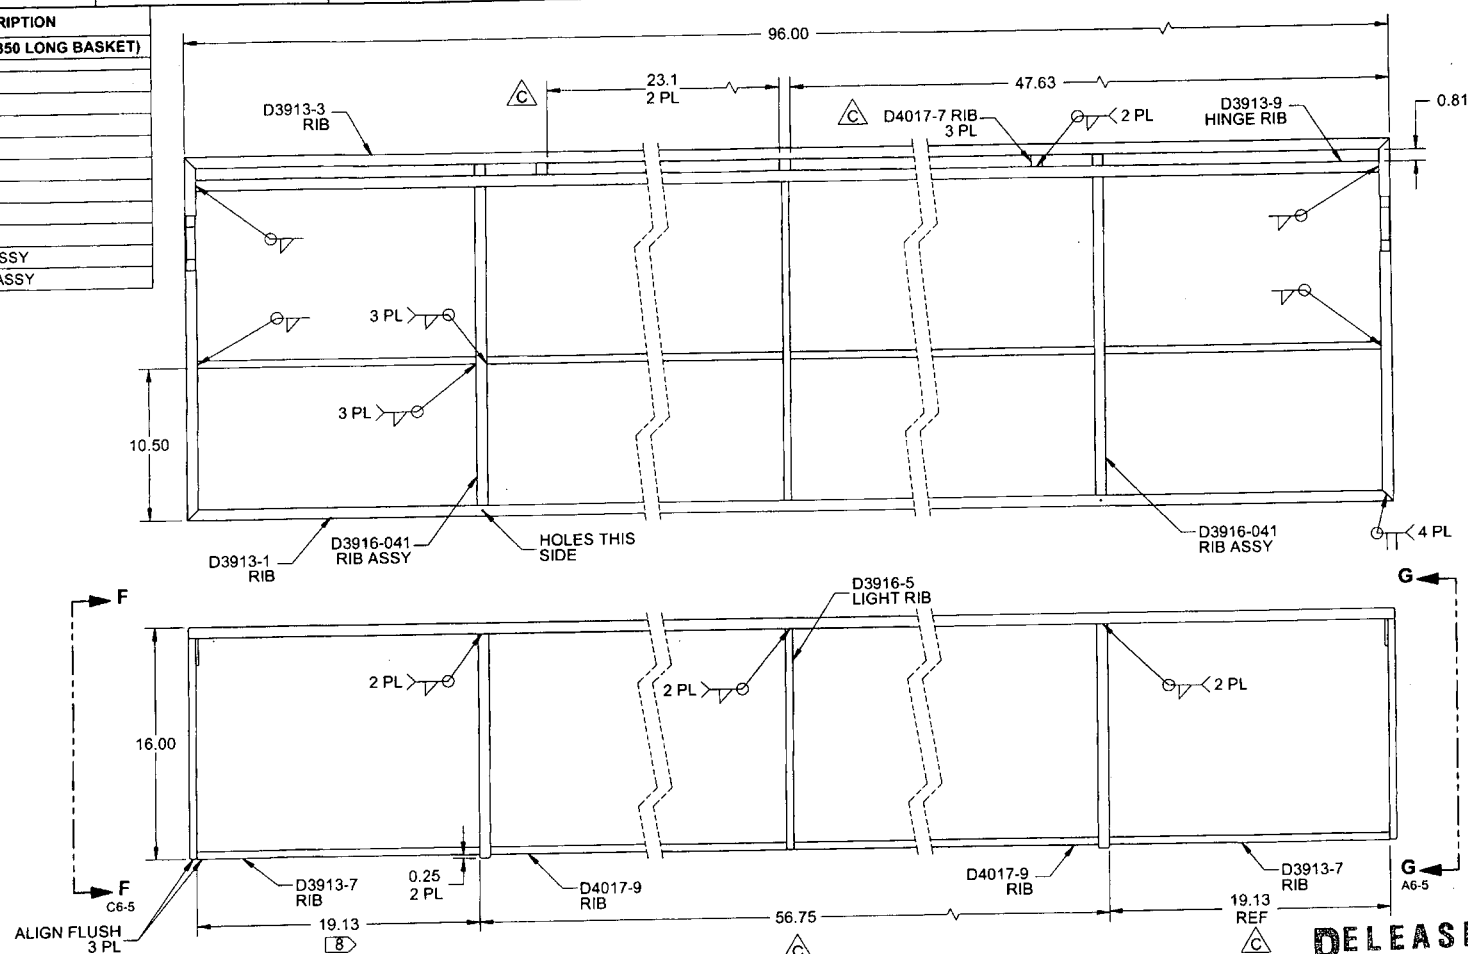 RIPTION
350 LONG BASKET)
SSY
ASSY
96.00
C
23.1
2 PL
47.63
C
D3913-3
RIB
D4017-7 RIB
3 PL
2 PL
D3913-9
HINGE RIB
0.81
3 PL
3 PL
10.50
D3913-1
RIB
D3916-041
RIB ASSY
HOLES THIS
SIDE
D3916-041
RIB ASSY
4 PL
F
G
D3916-5
LIGHT RIB
2 PL
2 PL
2 PL
16.00
F
C6-5
D3913-7
RIB
0.25
2 PL
D4017-9
RIB
D4017-9
RIB
D3913-7
RIB
G
A6-5
ALIGN FLUSH
3 PL
19.13
8
56.75
C
19.13
REF
C